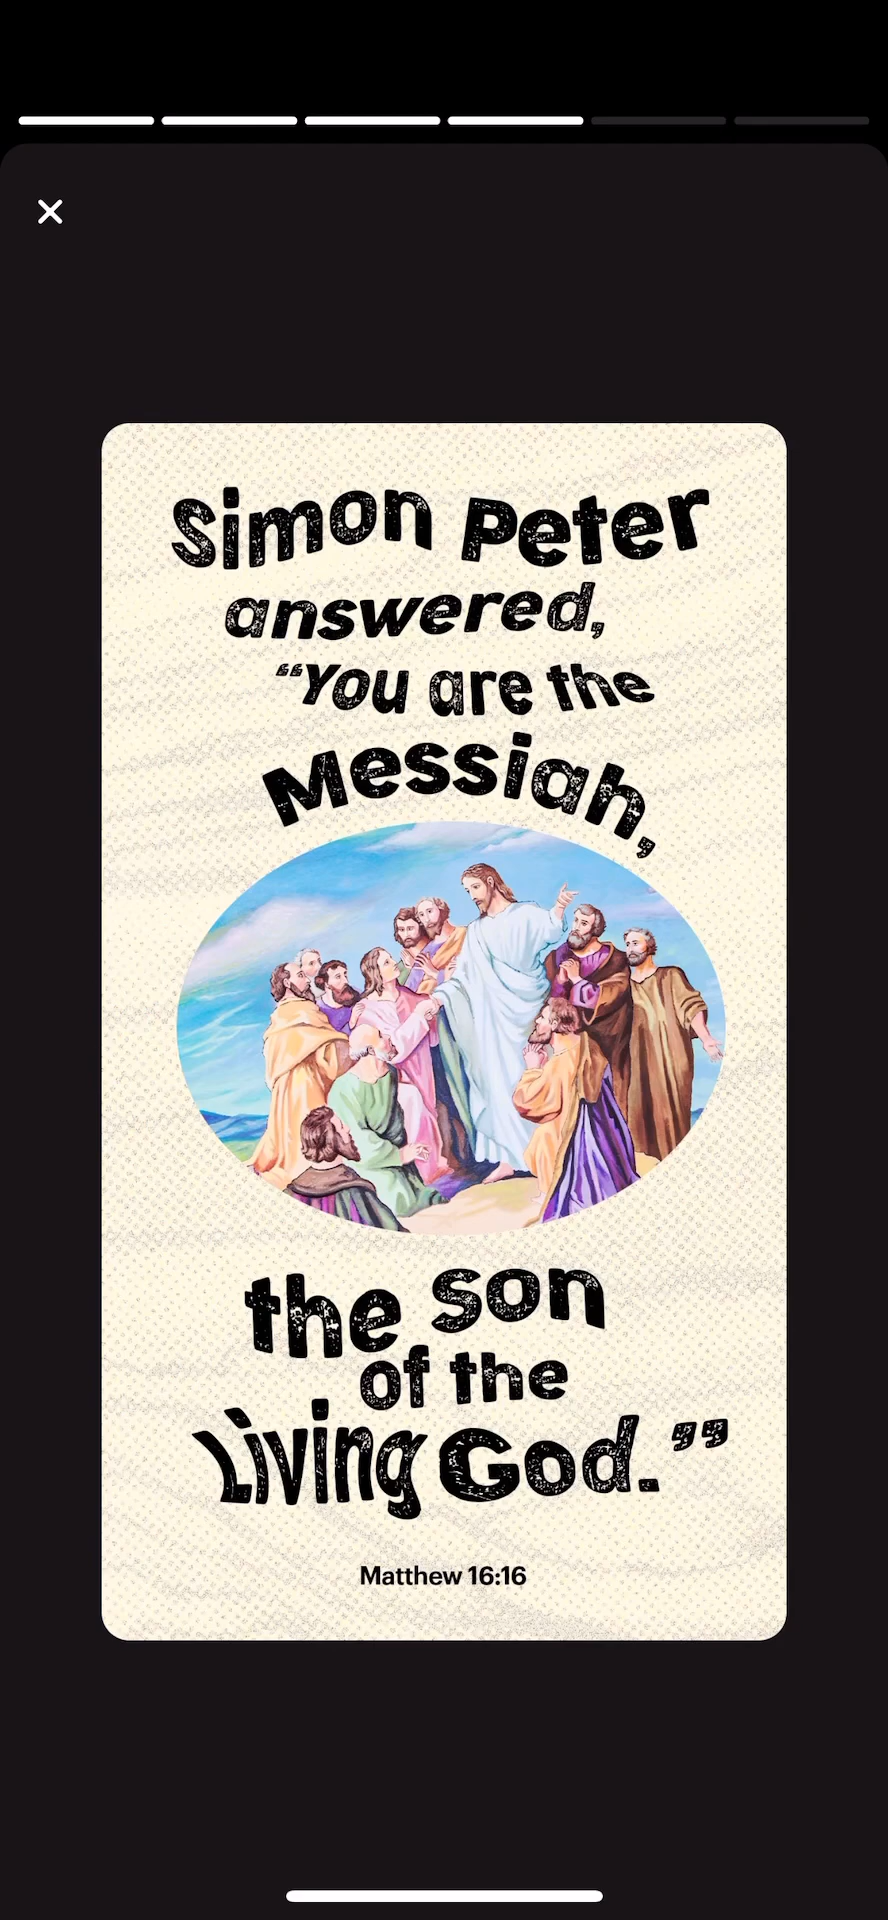 Simon Peter
answered,
“You are the
Messiah,
the son
of the
Living God.”
Matthew 16:16